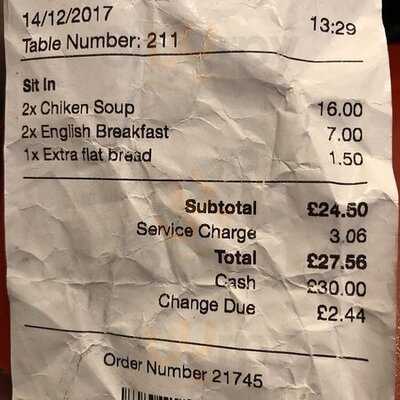 14/12/2017 13:29
Table Number: 211
Sit In
2x Chiken Soup 16.00
2x English Breakfast 7.00
1x Extra flat bread 1.50
Subtotal £24.50
Service Charge 3.06
Total £27.56
Cash £30.00
Change Due £2.44
Order Number 21745